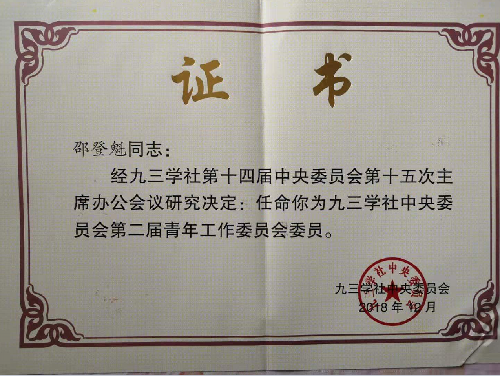 证书
邵登魁同志：
经九三学社第十四届中央委员会第十五次主
席办公会议研究决定：任命你为九三学社中央委
员会第二届青年工作委员会委员。
九三学社中央委员会
2018年12月